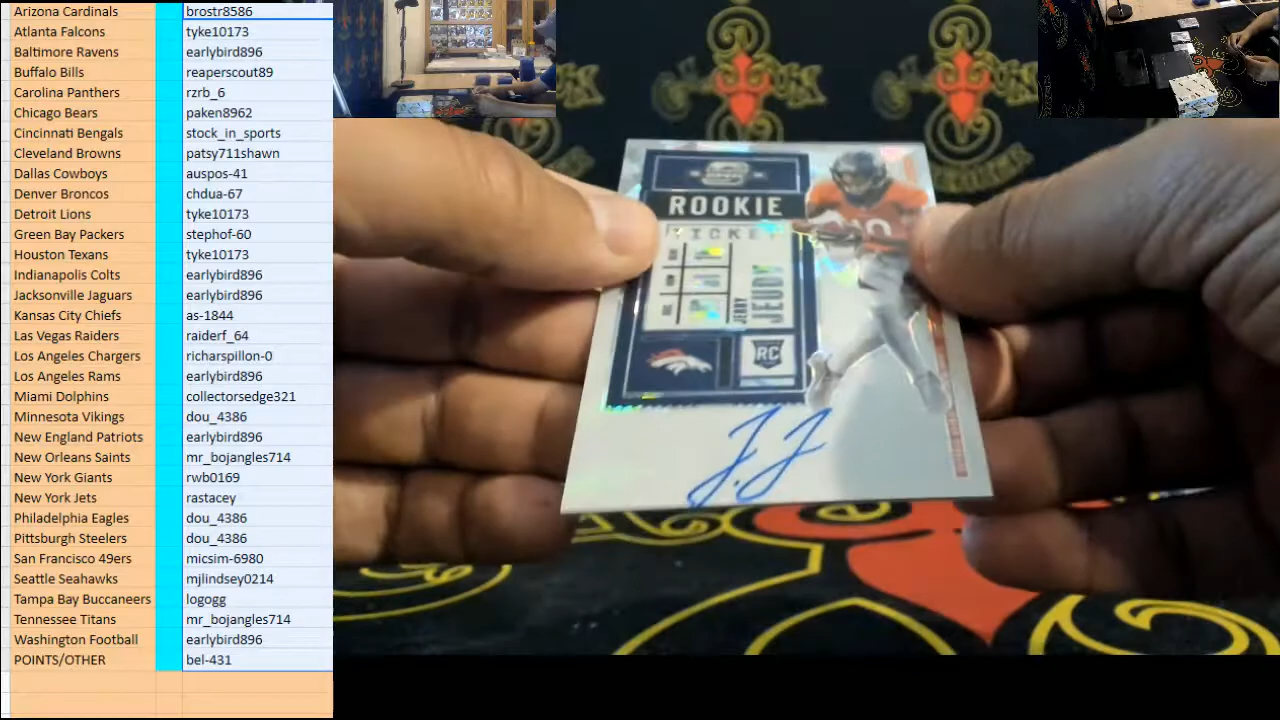 Arizona Cardinals brostr8586
Atlanta Falcons tyke10173
Baltimore Ravens earlybird896
Buffalo Bills reaperscout89
Carolina Panthers rzrb_6
Chicago Bears paken8962
Cincinnati Bengals stock_in_sports
Cleveland Browns patsy711shawn
Dallas Cowboys auspos-41
Denver Broncos chdua-67
Detroit Lions tyke10173
Green Bay Packers stephof-60
Houston Texans tyke10173
Indianapolis Colts earlybird896
Jacksonville Jaguars earlybird896
Kansas City Chiefs as-1844
Las Vegas Raiders raiderf_64
Los Angeles Chargers richarspillon-0
Los Angeles Rams earlybird896
Miami Dolphins collectorsedge321
Minnesota Vikings dou_4386
New England Patriots earlybird896
New Orleans Saints mr_bojangles714
New York Giants rwb0169
New York Jets rastacey
Philadelphia Eagles dou_4386
Pittsburgh Steelers dou_4386
San Francisco 49ers micsim-6980
Seattle Seahawks mjlindsey0214
Tampa Bay Buccaneers logogg
Tennessee Titans mr_bojangles714
Washington Football earlybird896
POINTS/OTHER bel-431
ROOKIE
TICKET
JERRY
JEUDY
RC
J.J